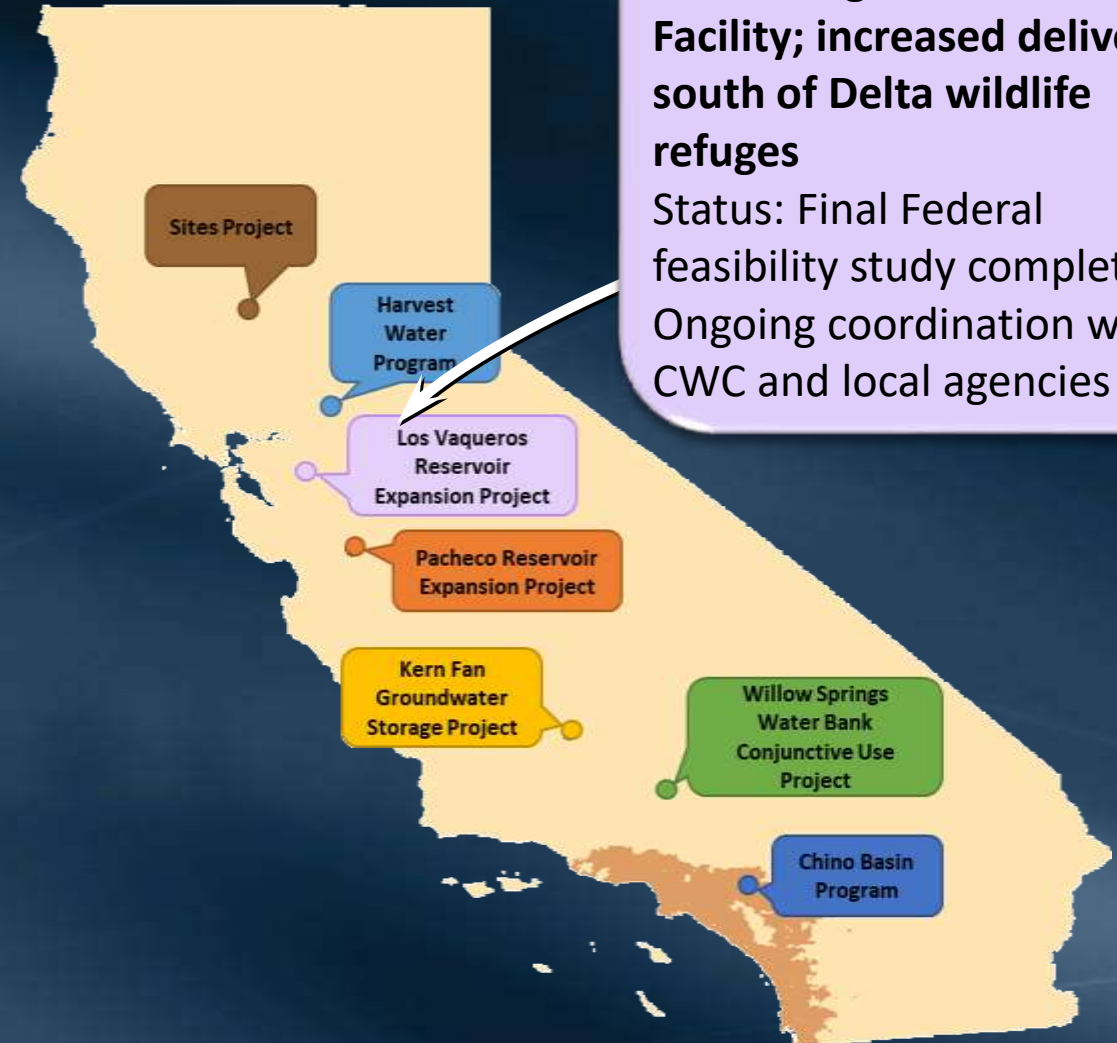 Facility; increased
south of Delta wildlife
refuges
Status: Final Federal
feasibility study
Ongoing coordination
CWC and local agencies
Sites Project
Harvest
Water
Program
Los Vaqueros
Reservoir
Expansion Project
Pacheco Reservoir
Expansion Project
Kern Fan
Groundwater
Storage Project
Willow Springs
Water Bank
Conjunctive Use
Project
Chino Basin
Program